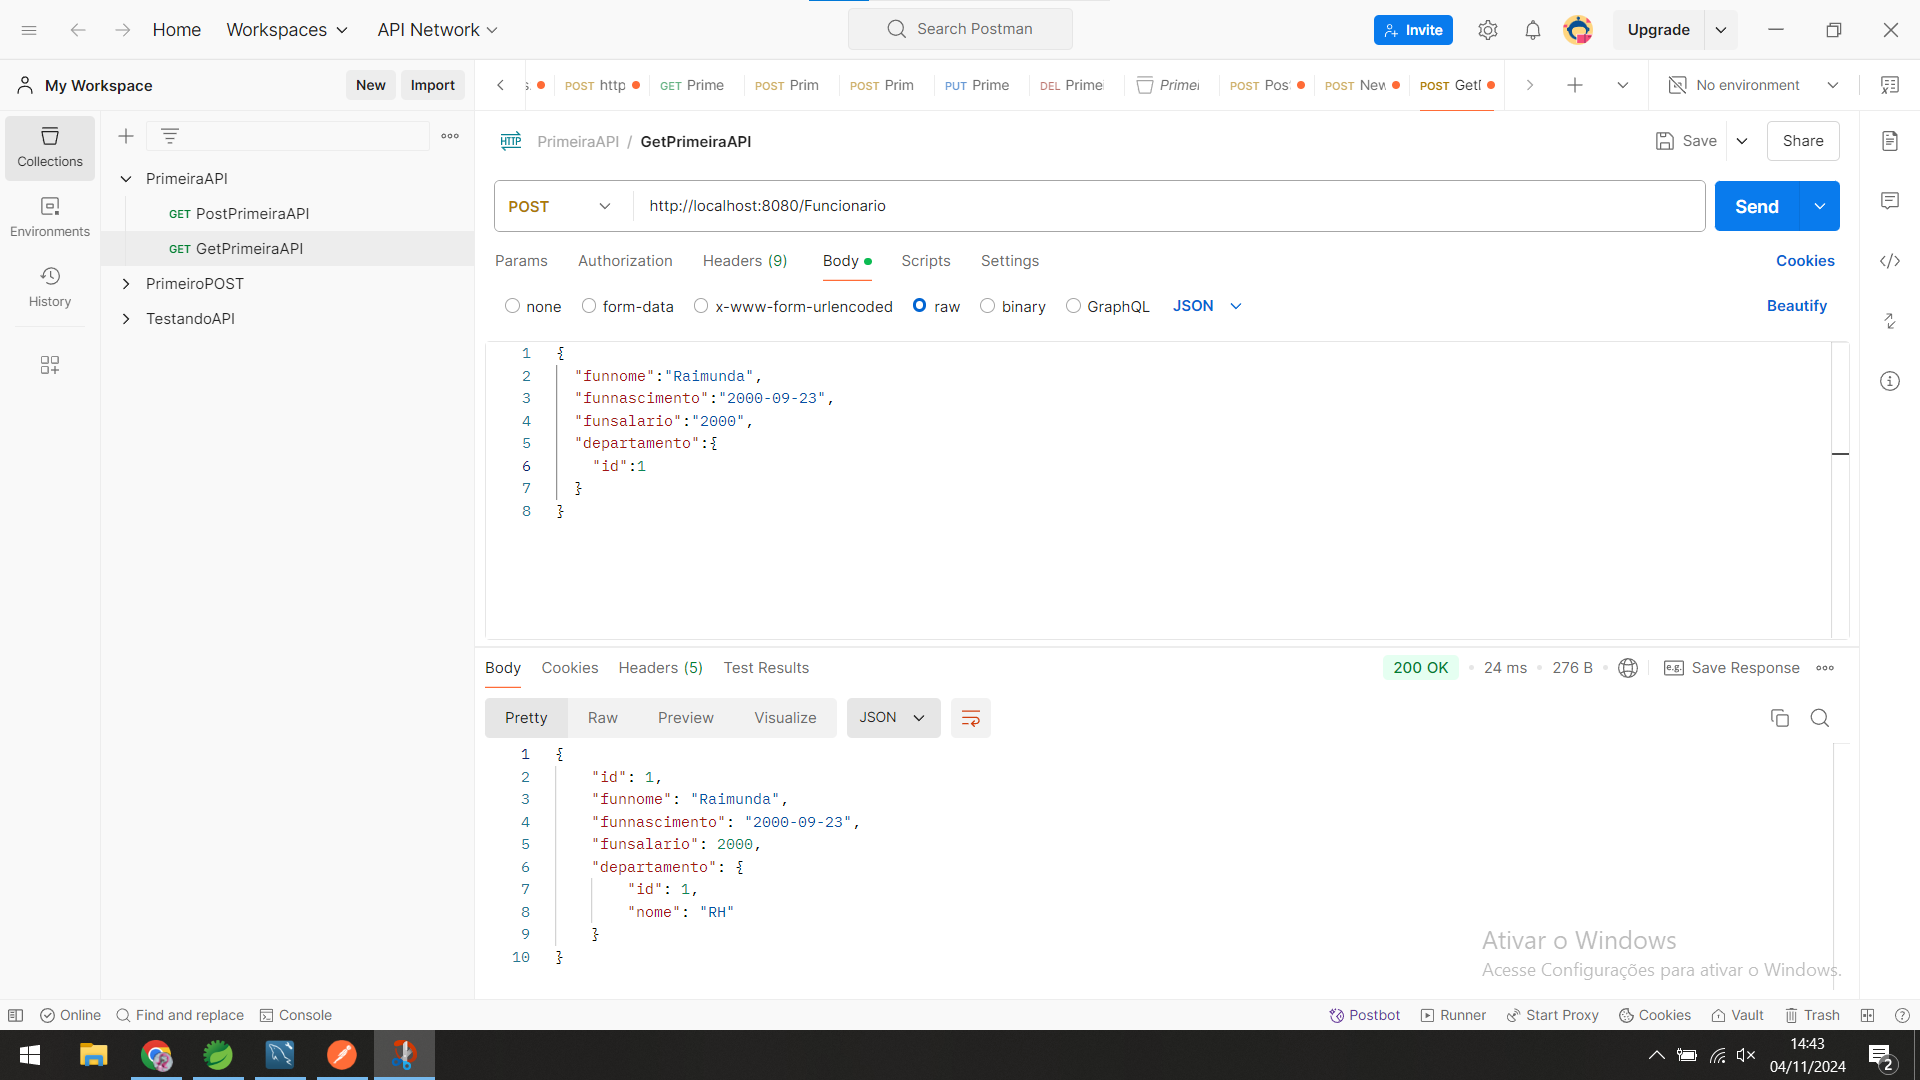 Home Workspaces API Network Search Postman Invite Upgrade
My Workspace New Import
s. POST http GET Prime POST Prim POST Prim PUT Prime DEL Prime Primei POST Pos POST New POST Get No environment
Collections
Environments
History
PrimeiraAPI
GET PostPrimeiraAPI
GET GetPrimeiraAPI
PrimeiroPOST
TestandoAPI
HTTP PrimeiraAPI / GetPrimeiraAPI Save Share
POST http://localhost:8080/Funcionario Send
Params Authorization Headers (9) Body Scripts Settings Cookies
none form-data x-www-form-urlencoded raw binary GraphQL JSON Beautify
1 {
2 "funnome":"Raimunda",
3 "funnascimento":"2000-09-23",
4 "funsalario":"2000",
5 "departamento":{
6 "id":1
7 }
8 }
Body Cookies Headers (5) Test Results 200 OK 24 ms 276 B e.g. Save Response
Pretty Raw Preview Visualize JSON
1 {
2 "id": 1,
3 "funnome": "Raimunda",
4 "funnascimento": "2000-09-23",
5 "funsalario": 2000,
6 "departamento": {
7 "id": 1,
8 "nome": "RH"
9 }
10 }
Ativar o Windows
Acesse Configurações para ativar o Windows.
Online Find and replace Console Postbot Runner Start Proxy Cookies Vault Trash
14:43
04/11/2024
2